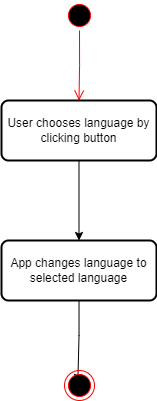 User chooses language by
clicking button
App changes language to
selected language